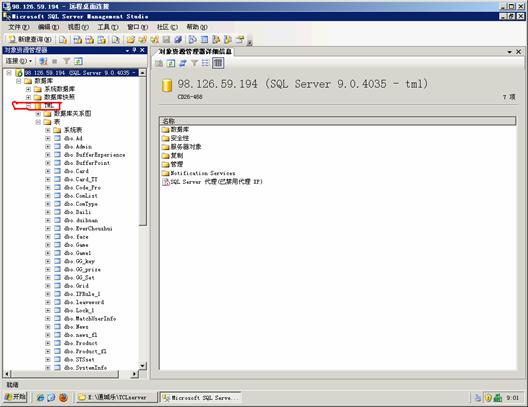 98.126.59.194 - 远程桌面连接
Microsoft SQL Server Management Studio
文件(F) 编辑(E) 视图(V) 工具(T) 窗口(W) 社区(C) 帮助(H)
新建查询(N)
对象资源管理器
连接(O)
98.126.59.194 (SQL Server 9.0.4035 -
数据库
系统数据库
数据库快照
TML
数据库关系图
表
系统表
dbo.Ad
dbo.Admin
dbo.BufferExperience
dbo.BufferPoint
dbo.Card
dbo.Card_TT
dbo.Code_Pro
dbo.ComList
dbo.ComType
dbo.Daili
dbo.duihuan
dbo.EverChouzhui
dbo.face
dbo.Game
dbo.Game1
dbo.GG_key
dbo.GG_prize
dbo.GG_Set
dbo.Grid
dbo.IPRule_1
dbo.leaveword
dbo.Lock_1
dbo.MatchUserInfo
dbo.News
dbo.news_fl
dbo.Product
dbo.Product_fl
dbo.STSset
dbo.SystemInfo
对象资源管理器详细信息
98.126.59.194 (SQL Server 9.0.4035 - tml)
CD26-468
7 项
名称
数据库
安全性
服务器对象
复制
管理
Notification Services
SQL Server 代理(已禁用代理 XP)
就绪
开始
E:\通城乐\TCLserver
Microsoft SQL Serve...
9:01